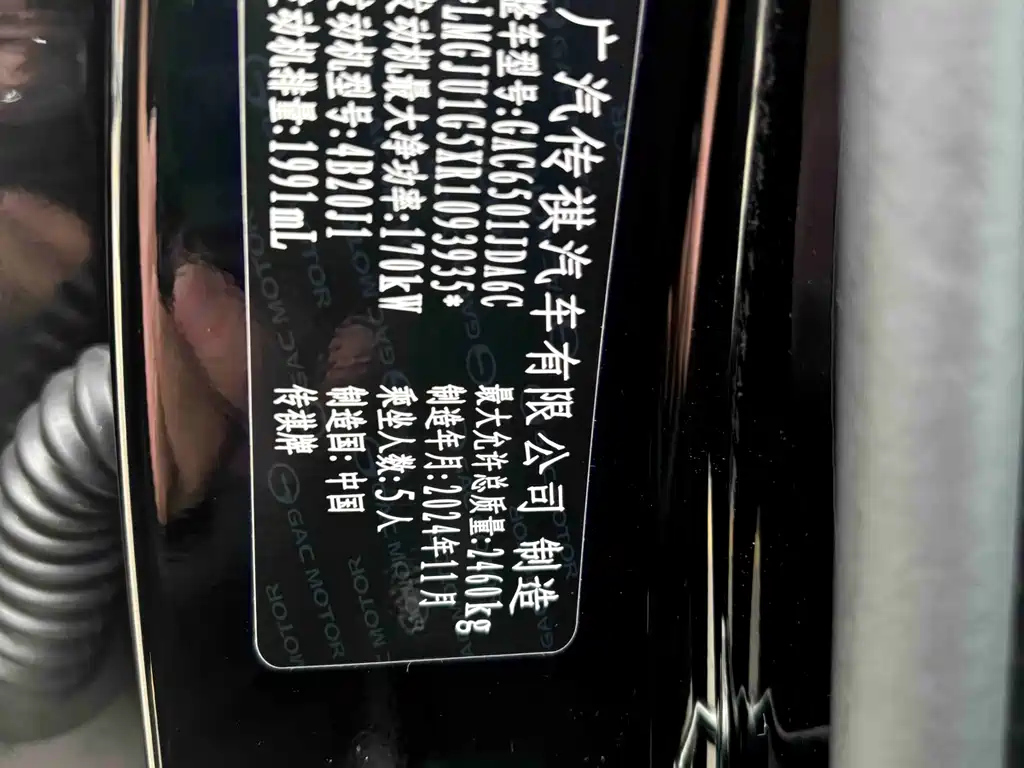 广汽传祺汽车有限公司 制造
整车型号:GAC6501JDA6C 最大允许总质量:2460kg
*LMGJU1G5XR1093935* 制造年月:2024年11月
发动机最大净功率:170kW 乘坐人数:5人
发动机型号:4B20J1 制造国:中国
发动机排量:1991mL 传祺牌
GAC MOTOR